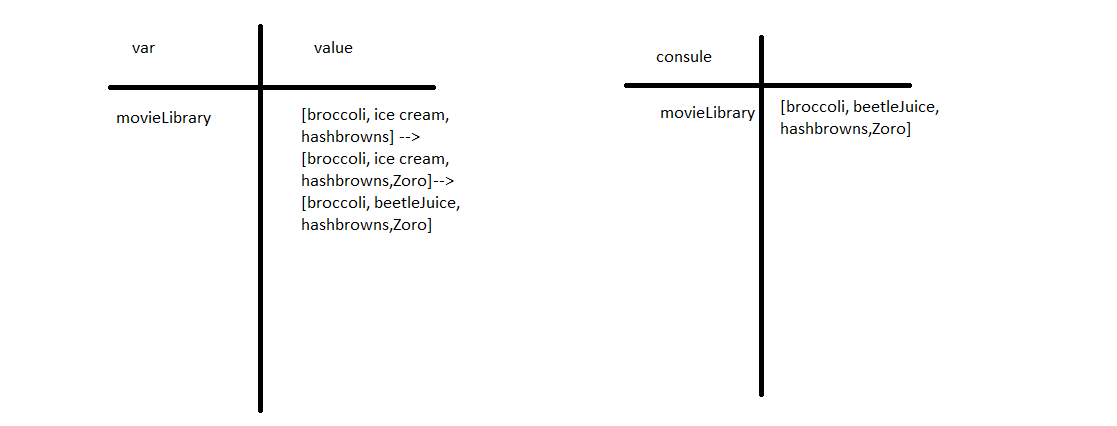 var value
movieLibrary
[broccoli, ice cream,
hashbrowns] -->
[broccoli, ice cream,
hashbrowns,Zoro]-->
[broccoli, beetleJuice,
hashbrowns,Zoro]
consule
movieLibrary
[broccoli, beetleJuice,
hashbrowns,Zoro]